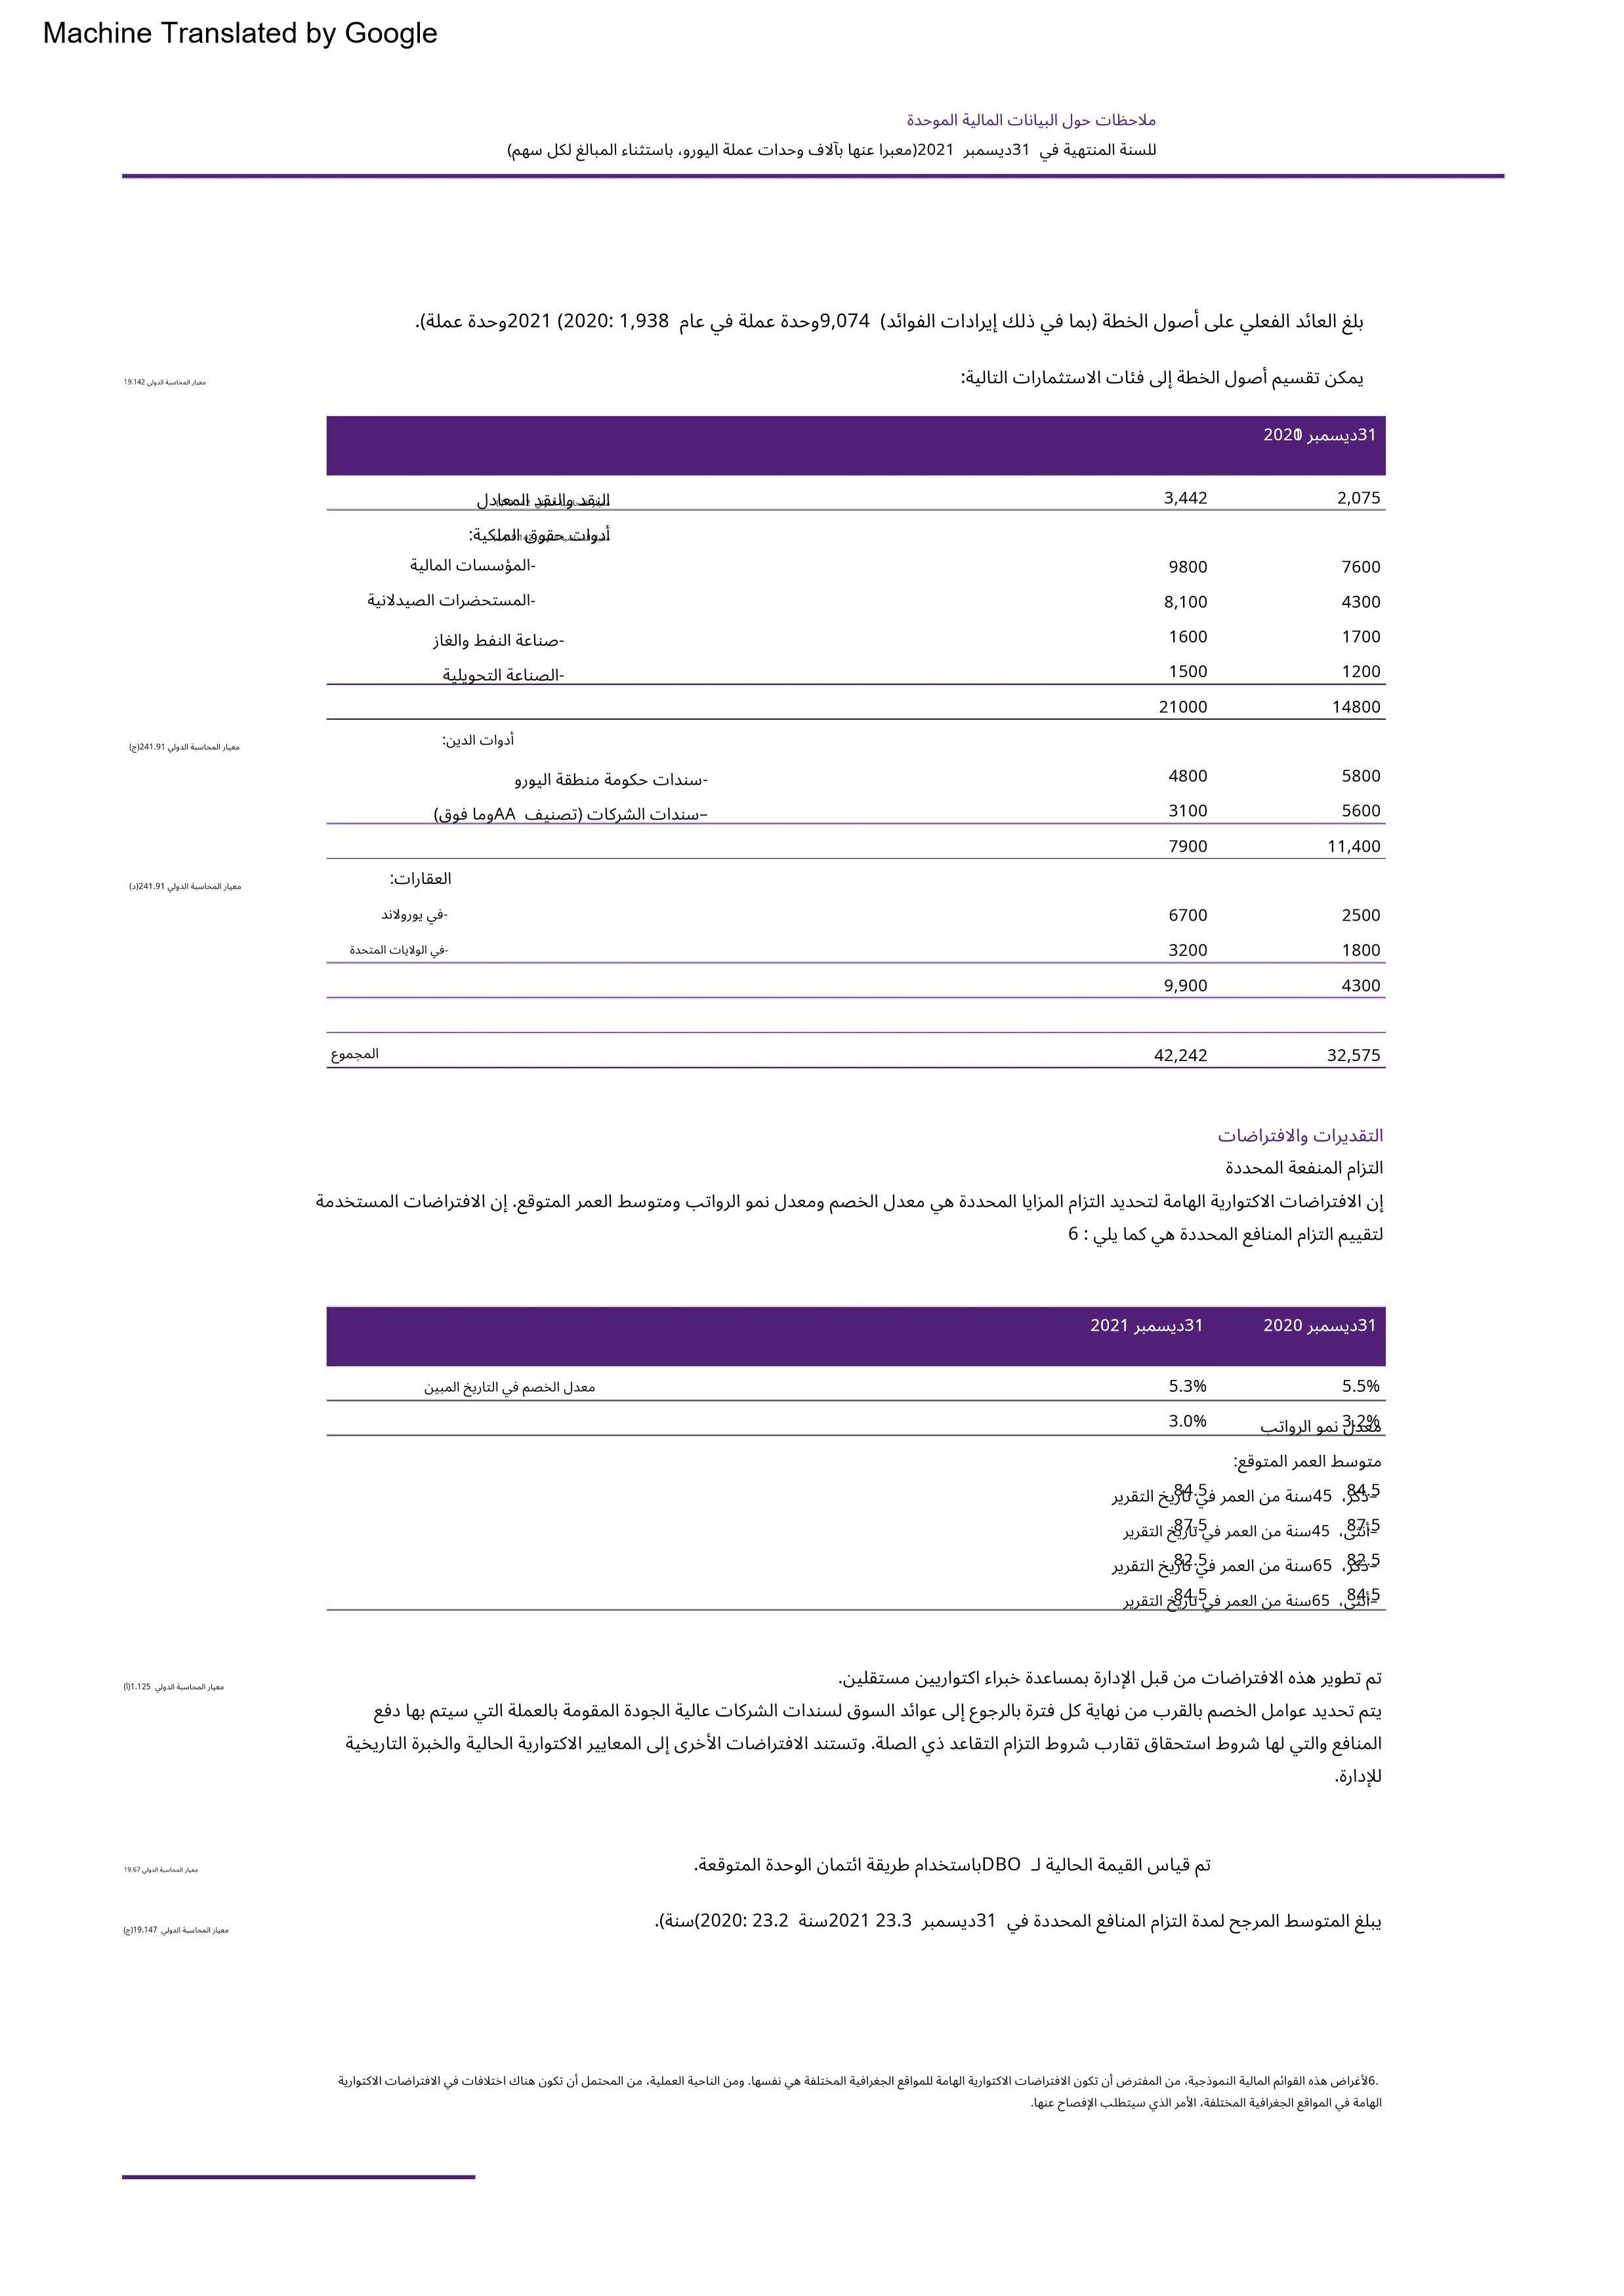 Machine Translated by Google
ملاحظات حول البيانات المالية الموحدة
للسنة المنتهية في 31ديسمبر 2021(معبرا عنها بآلاف وحدات عملة اليورو، باستثناء المبالغ لكل سهم)
بلغ العائد الفعلي على أصول الخطة (بما في ذلك إيرادات الفوائد) 9,074وحدة عملة في عام 2021 (2020: 1,938وحدة عملة).
يمكن تقسيم أصول الخطة إلى فئات الاستثمارات التالية:
معيار المحاسبة الدولي 19.142
31ديسمبر 2020
النقد والنقد المعادل 3,442 2,075
أدوات حقوق الملكية:
-المؤسسات المالية 9800 7600
-المستحضرات الصيدلانية 8,100 4300
-صناعة النفط والغاز 1600 1700
-الصناعة التحويلية 1500 1200
21000 14800
معيار المحاسبة الدولي 241.91(ج)
أدوات الدين:
-سندات حكومة منطقة اليورو 4800 5800
–سندات الشركات (تصنيف AAوما فوق) 3100 5600
7900 11,400
معيار المحاسبة الدولي 241.91(د)
العقارات:
-في يورولاند 6700 2500
-في الولايات المتحدة 3200 1800
9,900 4300
المجموع 42,242 32,575
التقديرات والافتراضات
التزام المنفعة المحددة
إن الافتراضات الاكتوارية الهامة لتحديد التزام المزايا المحددة هي معدل الخصم ومعدل نمو الرواتب ومتوسط العمر المتوقع. إن الافتراضات المستخدمة
لتقييم التزام المنافع المحددة هي كما يلي : 6
31ديسمبر 2021 31ديسمبر 2020
معدل الخصم في التاريخ المبين 5.3% 5.5%
معدل نمو الرواتب 3.0% 3.2%
متوسط العمر المتوقع:
–ذكر، 45سنة من العمر في تاريخ التقرير 84.5 84.5
–أنثى، 45سنة من العمر في تاريخ التقرير 87.5 87.5
–ذكر، 65سنة من العمر في تاريخ التقرير 82.5 82.5
–أنثى، 65سنة من العمر في تاريخ التقرير 84.5 84.5
تم تطوير هذه الافتراضات من قبل الإدارة بمساعدة خبراء اكتواريين مستقلين.
معيار المحاسبة الدولي 1.125(أ)
يتم تحديد عوامل الخصم بالقرب من نهاية كل فترة بالرجوع إلى عوائد السوق لسندات الشركات عالية الجودة المقومة بالعملة التي سيتم بها دفع
المنافع والتي لها شروط استحقاق تقارب شروط التزام التقاعد ذي الصلة. وتستند الافتراضات الأخرى إلى المعايير الاكتوارية الحالية والخبرة التاريخية
للإدارة.
تم قياس القيمة الحالية لـ DBOباستخدام طريقة ائتمان الوحدة المتوقعة.
معيار المحاسبة الدولي 19.67
يبلغ المتوسط المرجح لمدة التزام المنافع المحددة في 31ديسمبر 2021 23.3سنة 2020: 23.2)سنة).
معيار المحاسبة الدولي 19.147(ج)
.6لأغراض هذه القوائم المالية النموذجية، من المفترض أن تكون الافتراضات الاكتوارية الهامة للمواقع الجغرافية المختلفة هي نفسها. ومن الناحية العملية، من المحتمل أن تكون هناك اختلافات في الافتراضات الاكتوارية
الهامة في المواقع الجغرافية المختلفة، الأمر الذي سيتطلب الإفصاح عنها.